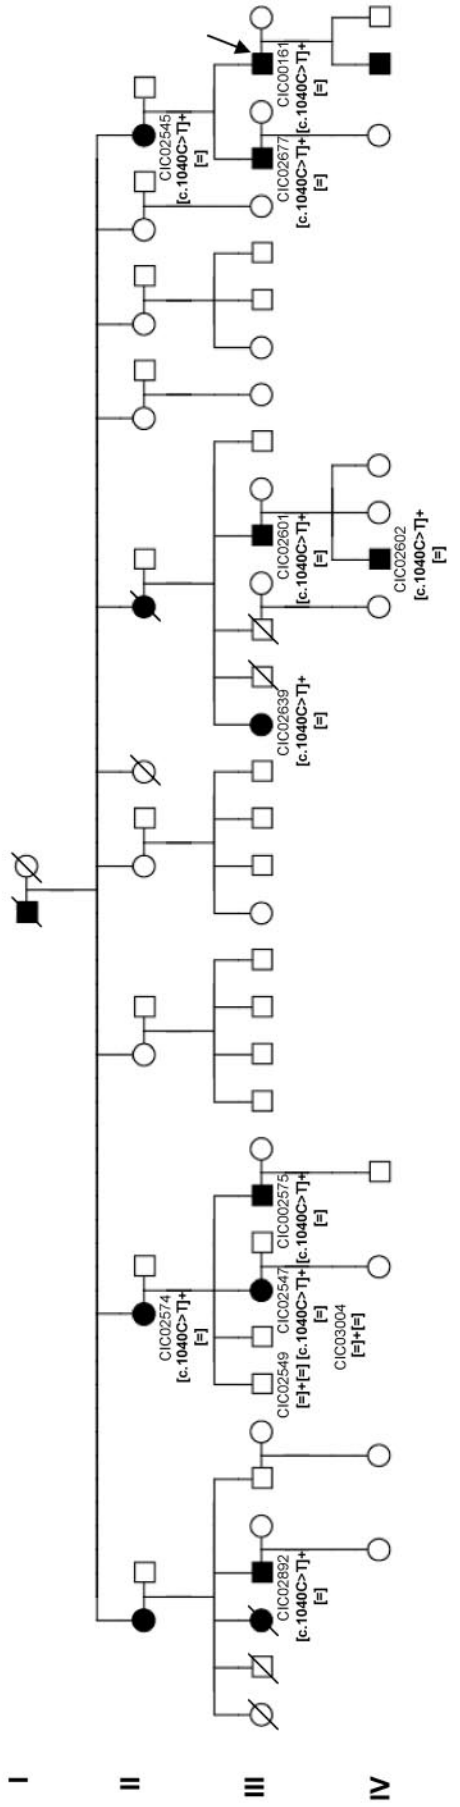 I
II
CIC02574
[c.1040C>T]+
[=]
CIC02545
[c.1040C>T]+
[=]
III
CIC02892
[c.1040C>T]+
[=]
CIC02549
[=]+[=]
CIC02547
[c.1040C>T]+
[=]
CIC002575
[c.1040C>T]+
[=]
CIC02639
[c.1040C>T]+
[=]
CIC02601
[c.1040C>T]+
[=]
CIC02677
[c.1040C>T]+
[=]
CIC00161
[c.1040C>T]+
[=]
CIC03004
[=]+[=]
IV
CIC02602
[c.1040C>T]+
[=]